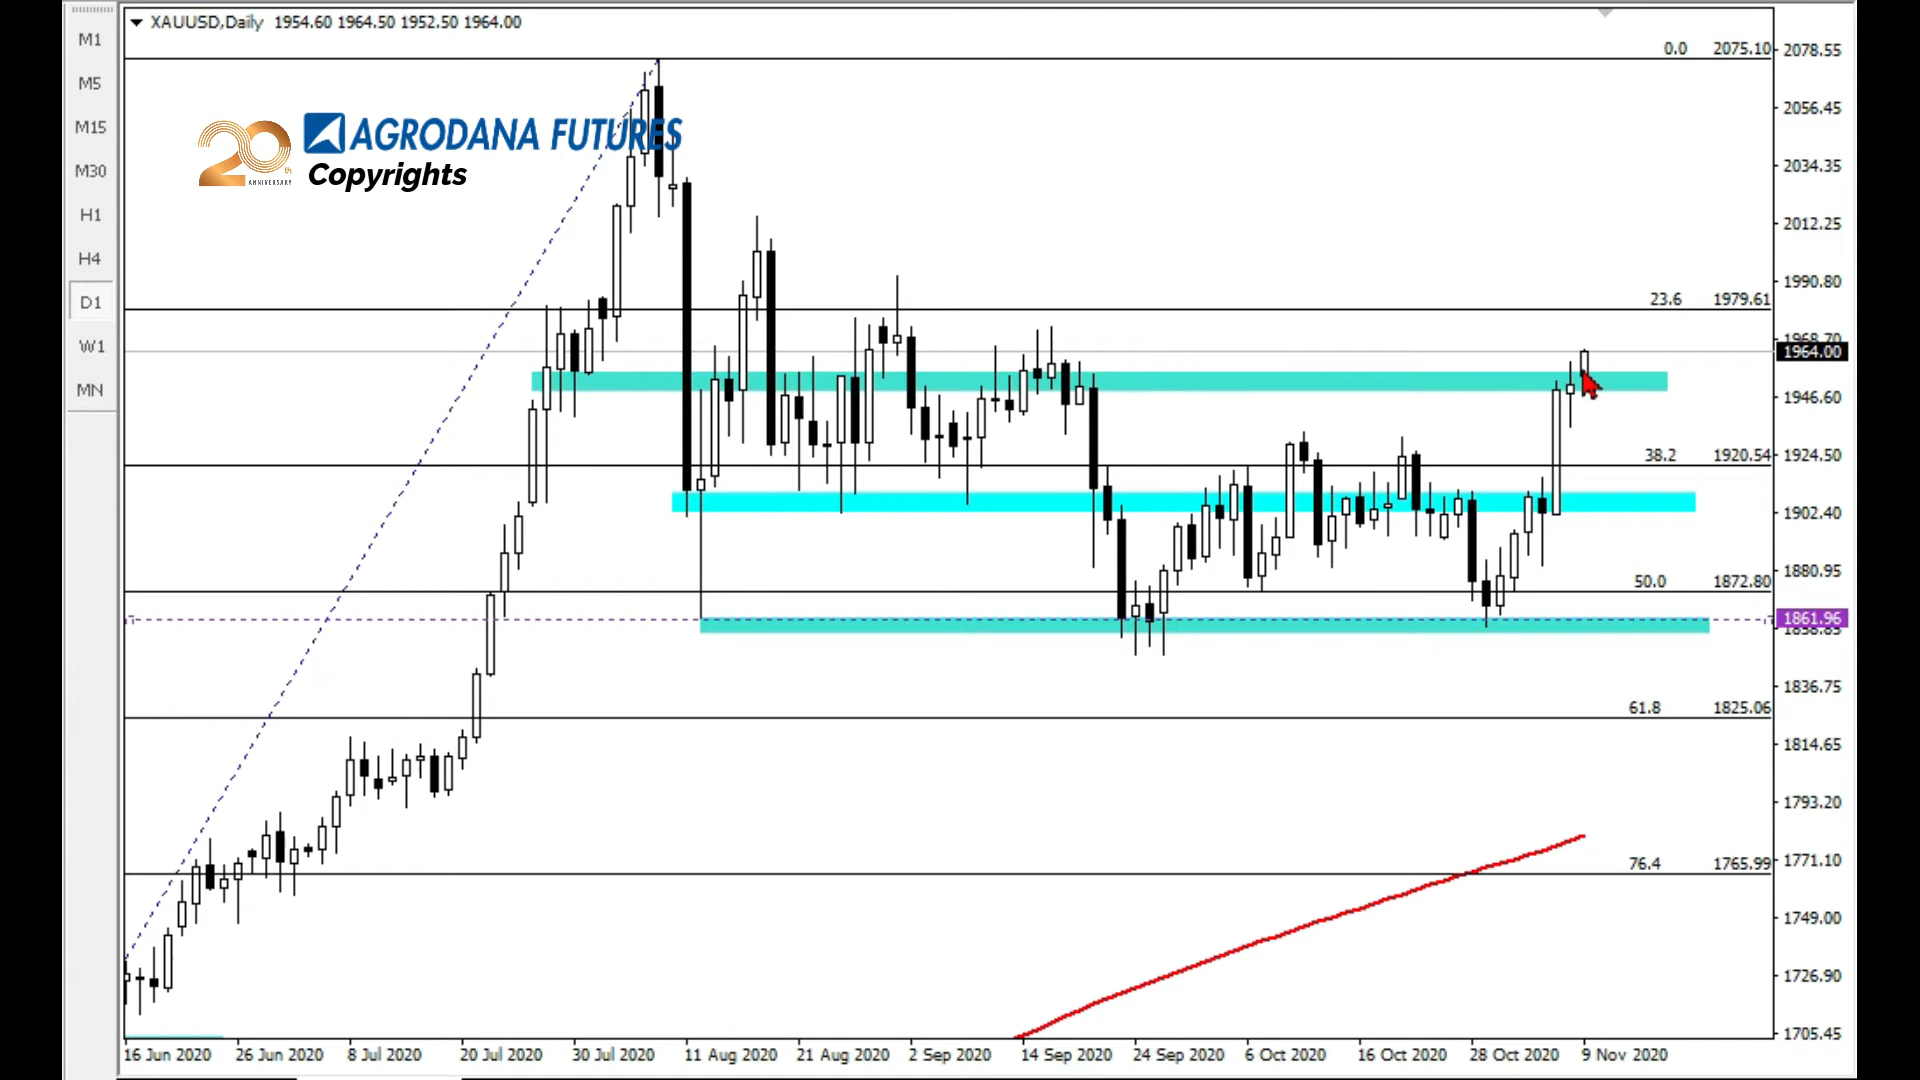 XAUUSD,Daily 1954.60 1964.50 1952.50 1964.00
M1
M5
M15
M30
H1
H4
D1
W1
MN
20th
ANNIVERSARY
AGRODANA FUTURES
Copyrights
0.0 2075.10
23.6 1979.61
38.2 1920.54
50.0 1872.80
61.8 1825.06
76.4 1765.99
2078.55
2056.45
2034.35
2012.25
1990.80
1968.70
1964.00
1946.60
1924.50
1902.40
1880.95
1861.96
1858.85
1836.75
1814.65
1793.20
1771.10
1749.00
1726.90
1705.45
16 Jun 2020 26 Jun 2020 8 Jul 2020 20 Jul 2020 30 Jul 2020 11 Aug 2020 21 Aug 2020 2 Sep 2020 14 Sep 2020 24 Sep 2020 6 Oct 2020 16 Oct 2020 28 Oct 2020 9 Nov 2020